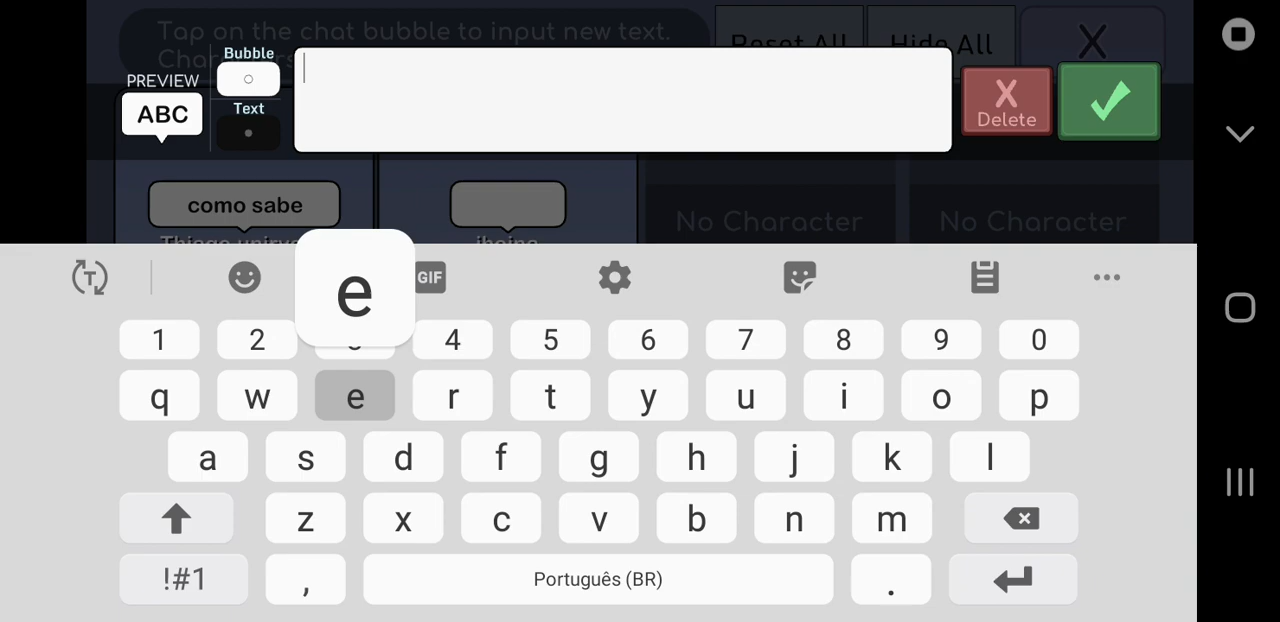 Tap on the chat bubble to input new text.
Reset All
Hide All
X
Bubble
PREVIEW
ABC
Text
X
Delete
como sabe
No Character
No Character
e
GIF
T
1 2 4 5 6 7 8 9 0
q w e r t y u i o p
a s d f g h j k l
z x c v b n m
!#1 , Português (BR) .